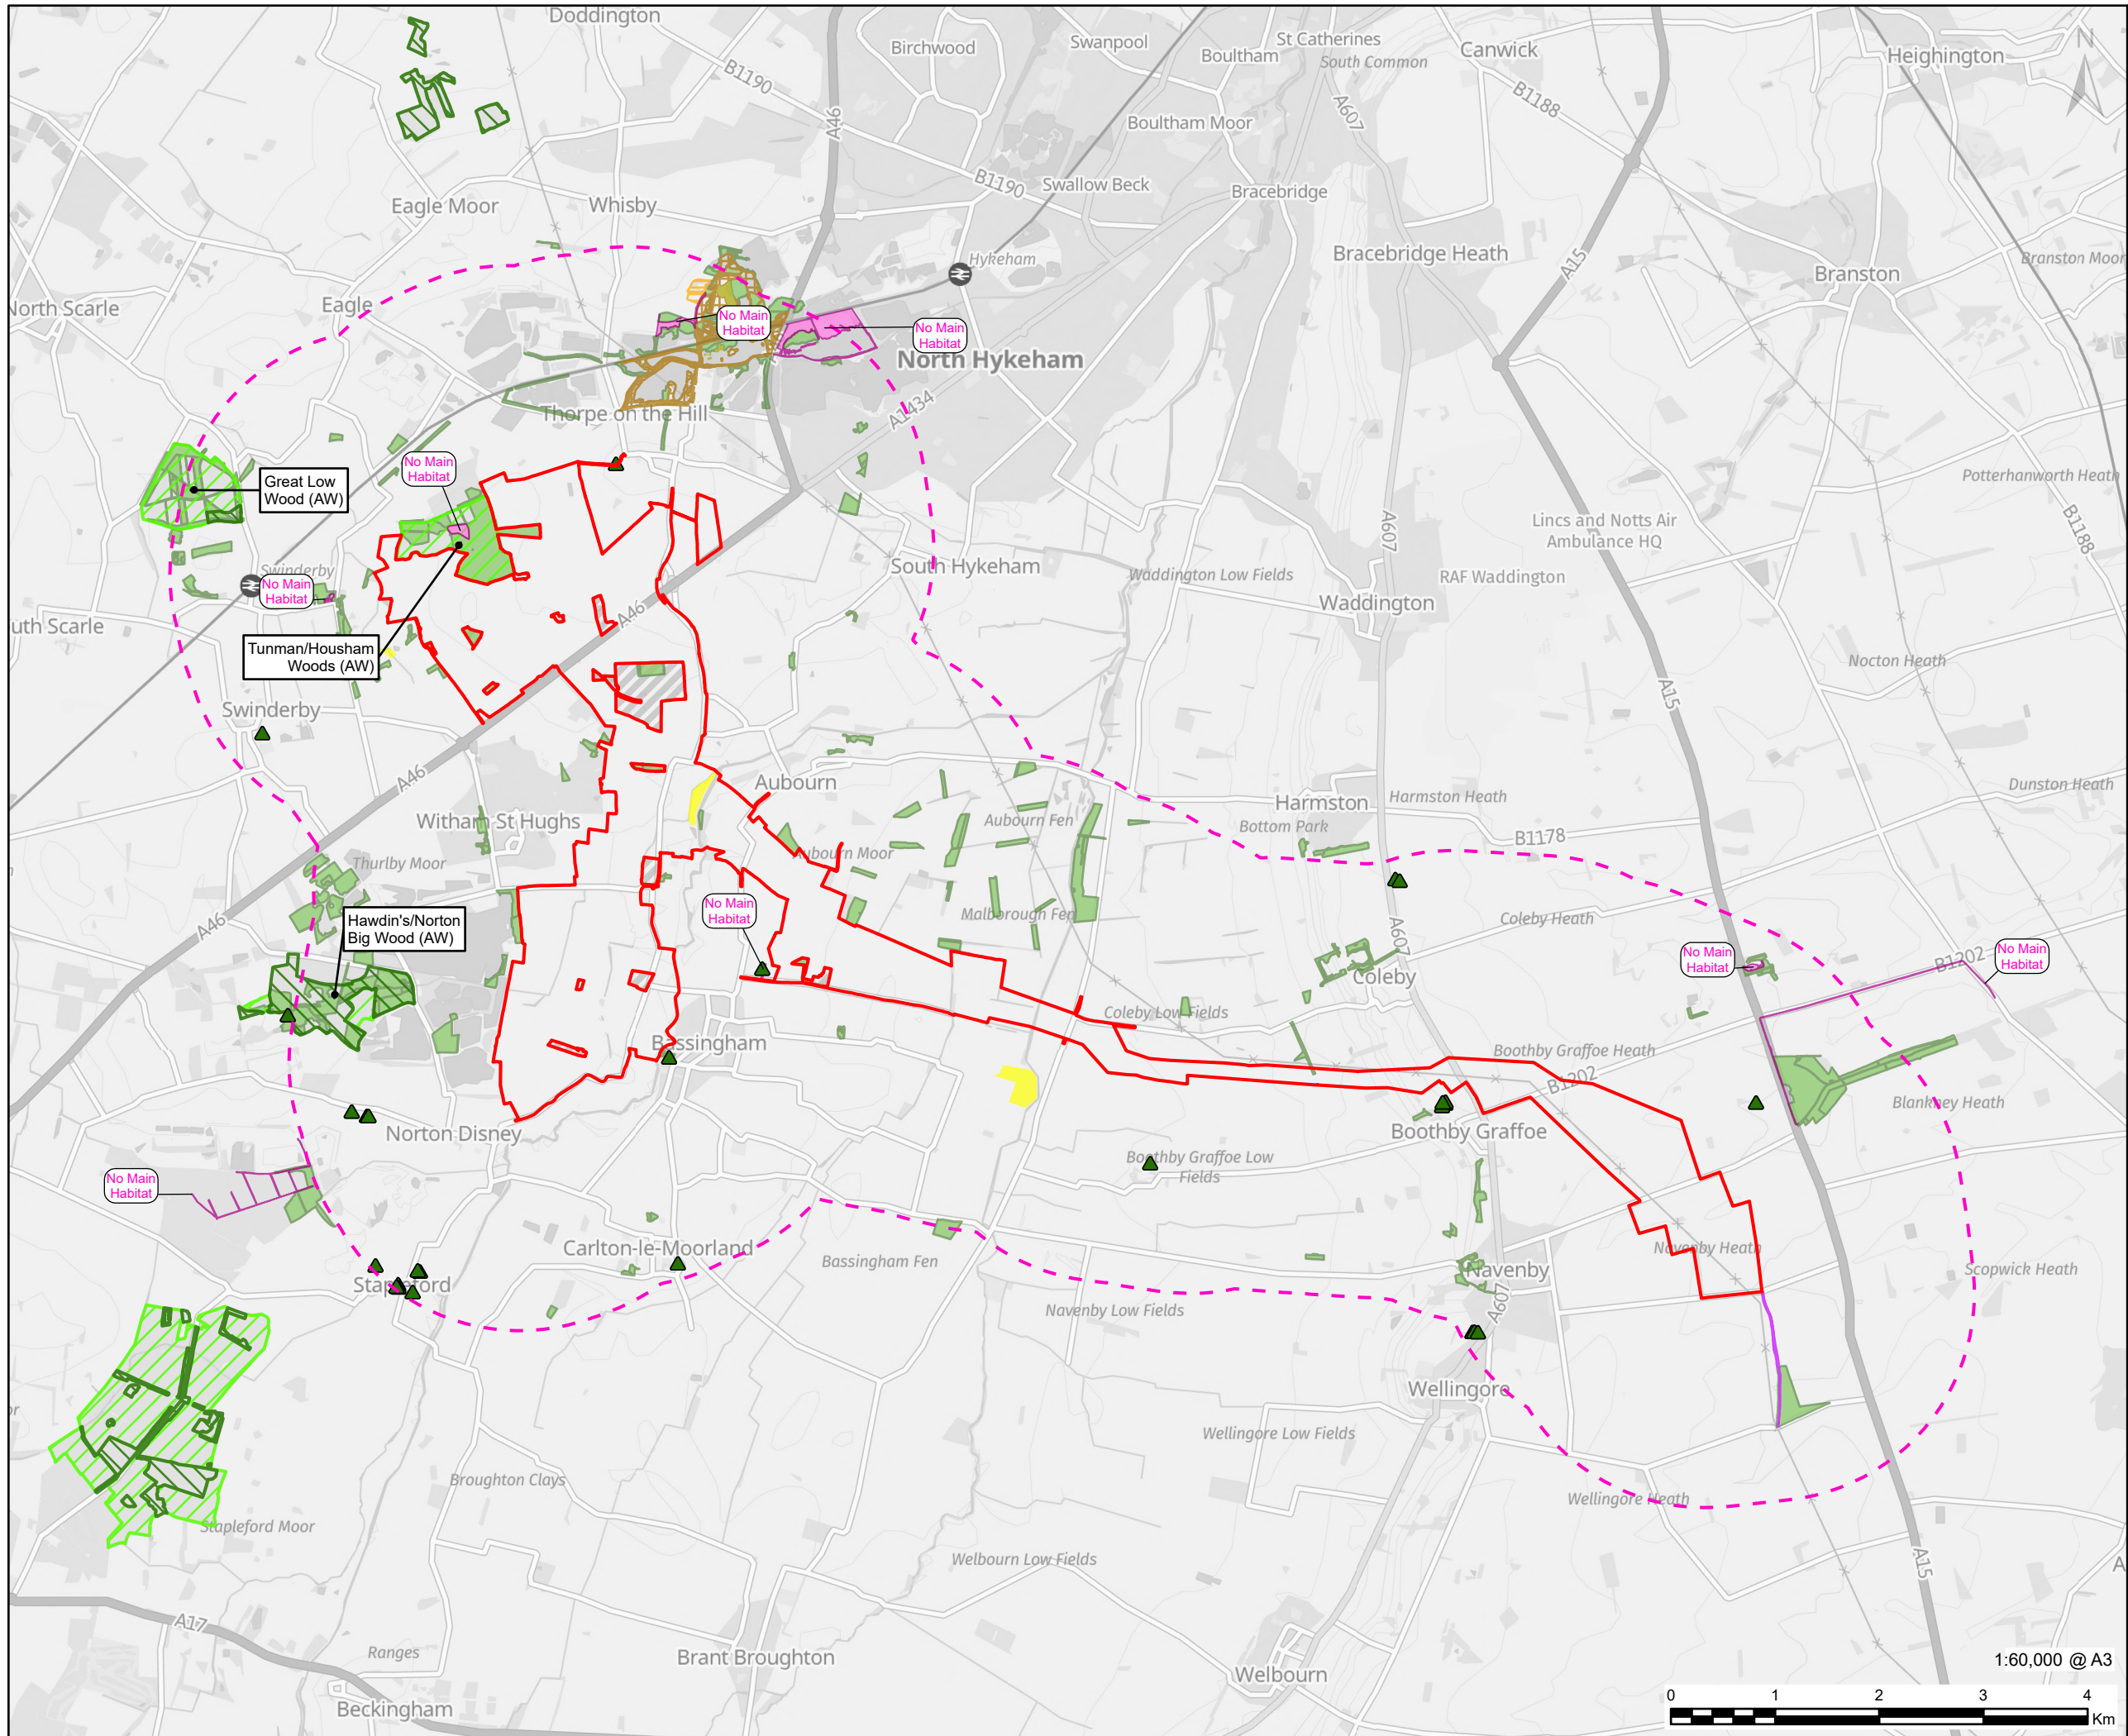 Doddington
Birchwood
Swanpool
St Catherines
South Common
Canwick
Heighington
N
Boultham
B1190
A46
A607
B1188
Boultham Moor
B1190
Swallow Beck
Bracebridge
Eagle Moor
Whisby
Hykeham
Bracebridge Heath
A15
Branston Moor
Branston
North Scarle
Eagle
No Main
Habitat
No Main
Habitat
North Hykeham
Thorpe on the Hill
A1434
No Main
Habitat
Great Low
Wood (AW)
Potterhanworth Heath
B1188
A607
Lincs and Notts Air
Ambulance HQ
South Hykeham
Waddington Low Fields
RAF Waddington
Swinderby
No Main
Habitat
Waddington
uth Scarle
A46
Tunman/Housham
Woods (AW)
Nocton Heath
A15
Swinderby
A46
Aubourn
Dunston Heath
Harmston
Harmston Heath
Witham St Hughs
Aubourn Fen
Bottom Park
B1178
Thurlby Moor
Aubourn Moor
No Main
Habitat
Malborough Fen
Coleby Heath
A46
Hawdin's/Norton
Big Wood (AW)
A607
No Main
Habitat
B1202
No Main
Habitat
Coleby
Coleby Low Fields
Bassingham
Boothby Graffoe Heath
B1202
Blankney Heath
Norton Disney
Boothby Graffoe
Boothby Graffoe Low
Fields
No Main
Habitat
Carlton-le-Moorland
Bassingham Fen
Navenby Heath
Navenby
Scopwick Heath
Stapleford
Navenby Low Fields
A607
Wellingore
Wellingore Low Fields
Broughton Clays
Wellingore Heath
Stapleford Moor
Welbourn Low Fields
A15
A
A17
Ranges
Brant Broughton
Welbourn
1:60,000 @ A3
Beckingham
0 1 2 3 4
Km